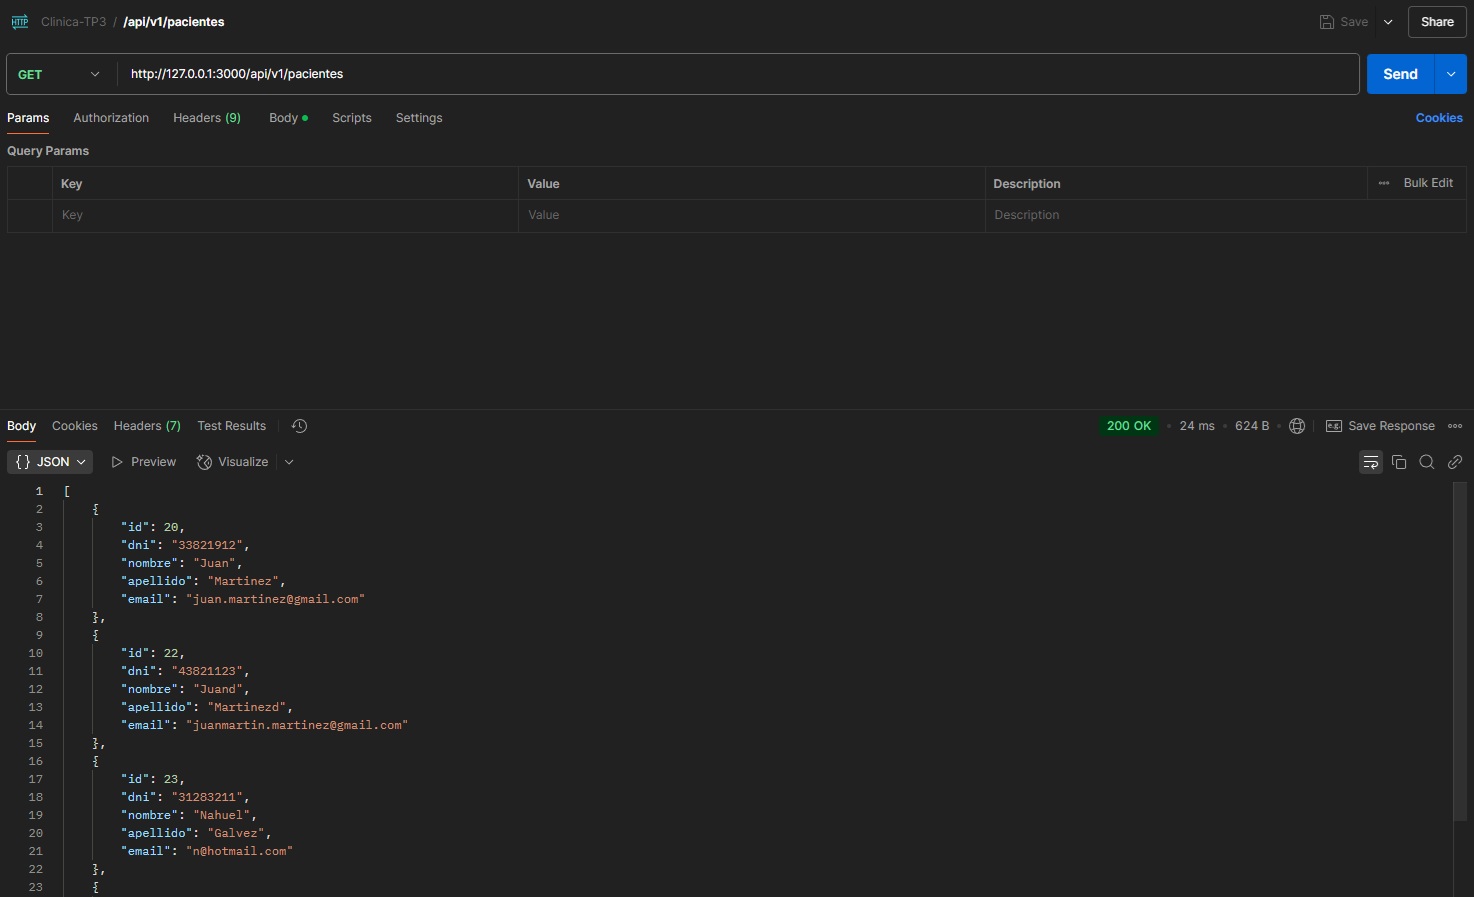 HTTP Clinica-TP3 / /api/v1/pacientes Save Share
GET http://127.0.0.1:3000/api/v1/pacientes Send
Params Authorization Headers (9) Body Scripts Settings Cookies
Query Params
Key Value Description Bulk Edit
Key Value Description
Body Cookies Headers (7) Test Results 200 OK 24 ms 624 B e.g. Save Response
{} JSON Preview Visualize
1 [
2 {
3 "id": 20,
4 "dni": "33821912",
5 "nombre": "Juan",
6 "apellido": "Martinez",
7 "email": "juan.martinez@gmail.com"
8 },
9 {
10 "id": 22,
11 "dni": "43821123",
12 "nombre": "Juand",
13 "apellido": "Martinezd",
14 "email": "juanmartin.martinez@gmail.com"
15 },
16 {
17 "id": 23,
18 "dni": "31283211",
19 "nombre": "Nahuel",
20 "apellido": "Galvez",
21 "email": "n@hotmail.com"
22 },
23 {